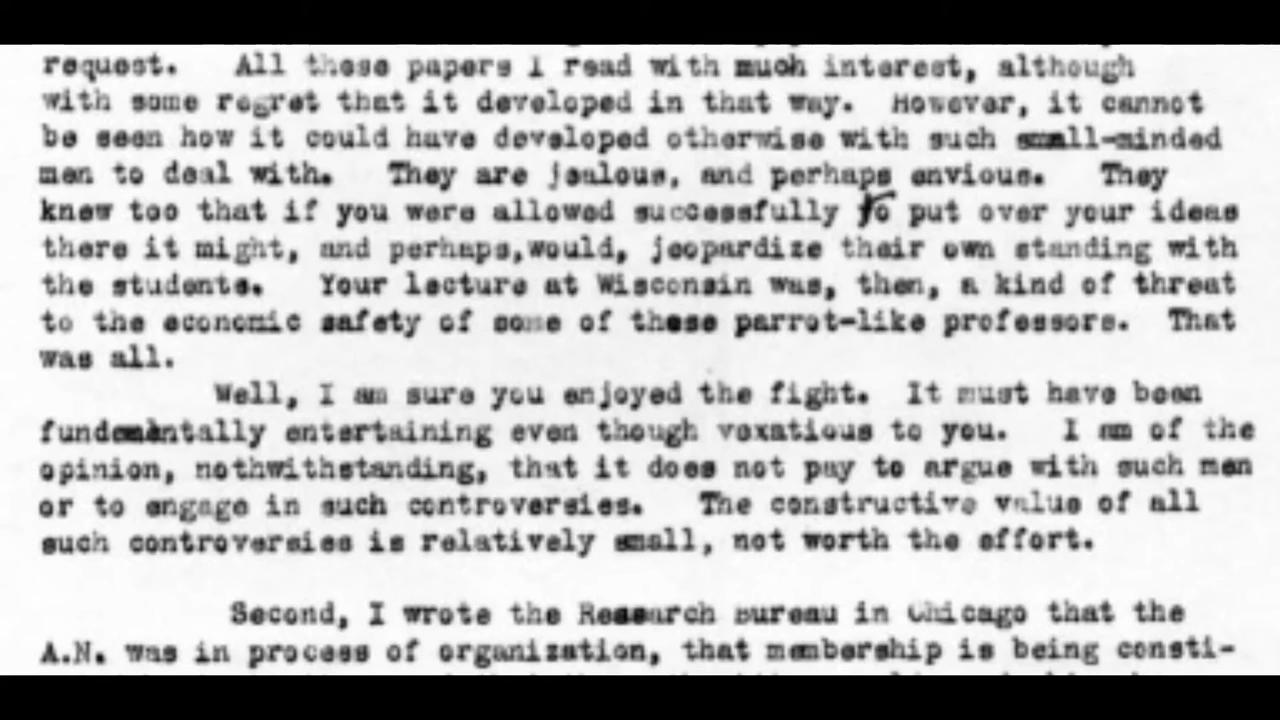 request. All these papers I read with much interest, although
with some regret that it developed in that way. However, it cannot
be seen how it could have developed otherwise with such small-minded
men to deal with. They are jealous, and perhaps envious. They
knew too that if you were allowed successfully to put over your ideas
there it might, and perhaps,would, jeopardize their own standing with
the students. Your lecture at Wisconsin was, then, a kind of threat
to the economic safety of some of these parrot-like professors. That
was all.
Well, I am sure you enjoyed the fight. It must have been
fundamentally entertaining even though vexatious to you. I am of the
opinion, nothwithstanding, that it does not pay to argue with such men
or to engage in such controversies. The constructive value of all
such controversies is relatively small, not worth the effort.
Second, I wrote the Research Bureau in Chicago that the
A.N. was in process of organization, that membership is being consti-